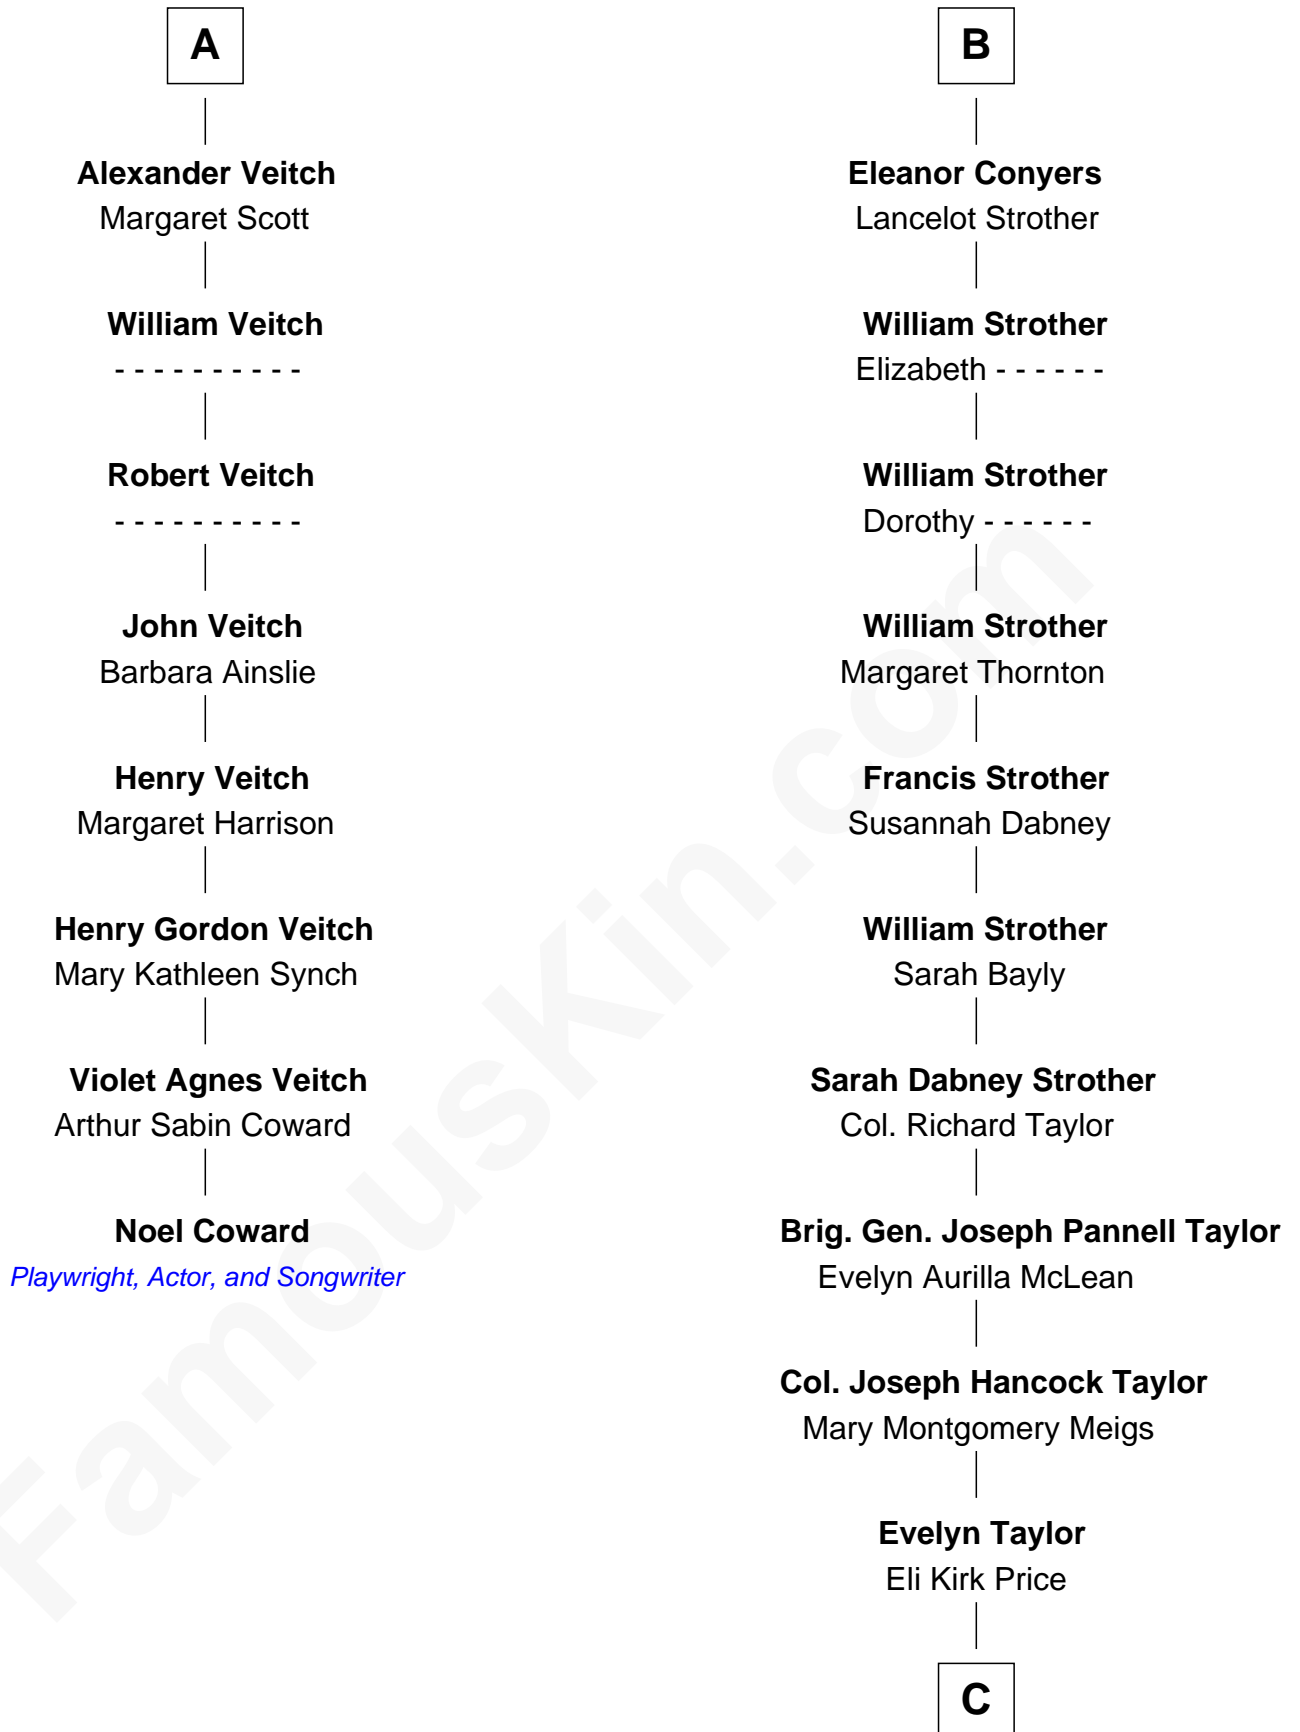 A
Alexander Veitch
Margaret Scott
William Veitch
- - - - - - - - - -
Robert Veitch
- - - - - - - - - -
John Veitch
Barbara Ainslie
Henry Veitch
Margaret Harrison
Henry Gordon Veitch
Mary Kathleen Synch
Violet Agnes Veitch
Arthur Sabin Coward
Noel Coward
Playwright, Actor, and Songwriter
B
Eleanor Conyers
Lancelot Strother
William Strother
Elizabeth - - - - - -
William Strother
Dorothy - - - - - -
William Strother
Margaret Thornton
Francis Strother
Susannah Dabney
William Strother
Sarah Bayly
Sarah Dabney Strother
Col. Richard Taylor
Brig. Gen. Joseph Pannell Taylor
Evelyn Aurilla McLean
Col. Joseph Hancock Taylor
Mary Montgomery Meigs
Evelyn Taylor
Eli Kirk Price
C
FamousKin.com